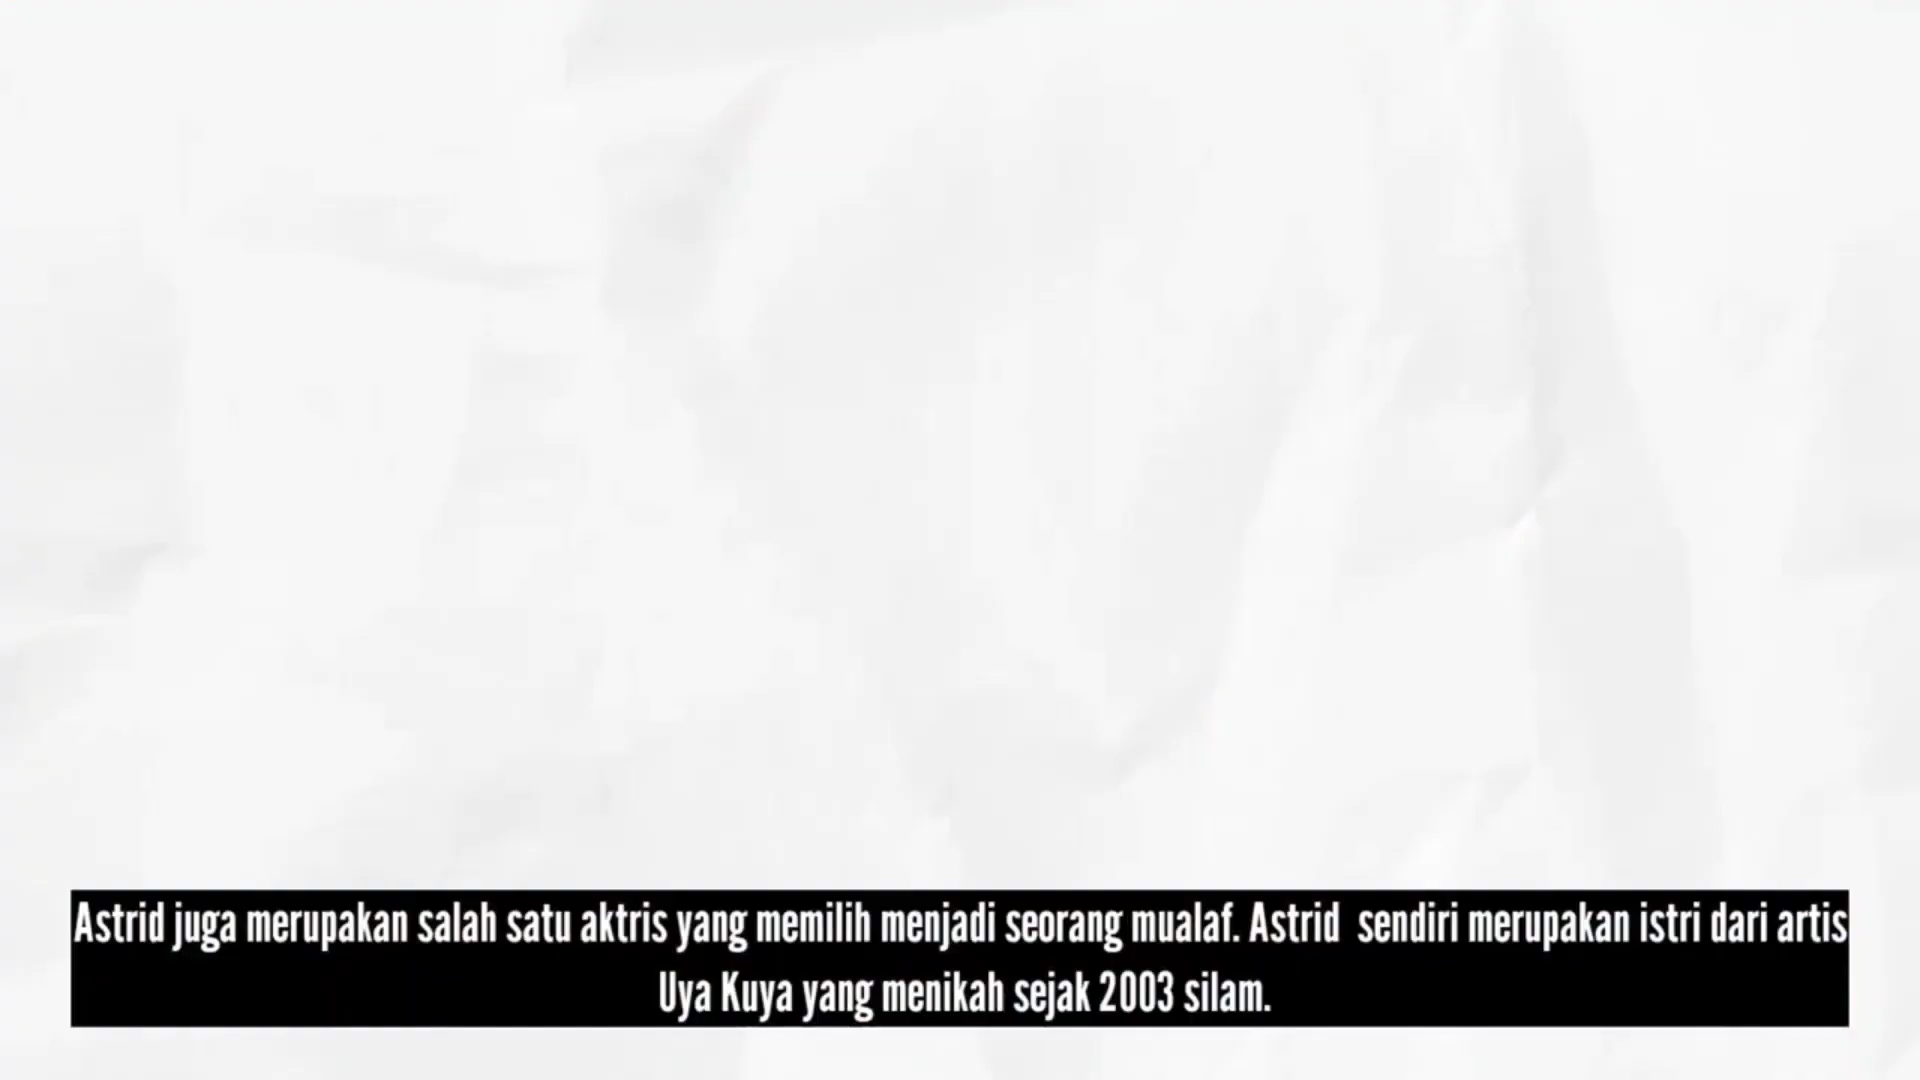 Astrid juga merupakan salah satu aktris yang memilih menjadi seorang mualaf. Astrid  sendiri merupakan istri dari artis
Uya Kuya yang menikah sejak 2003 silam.